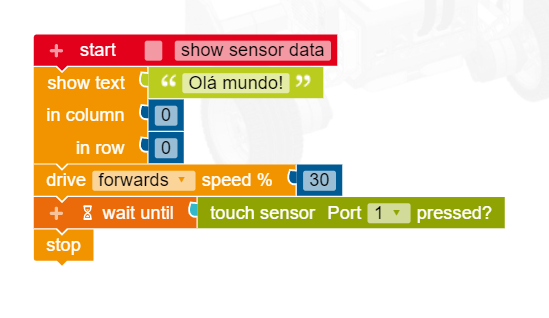 + start show sensor data
show text “ Olá mundo! ”
in column 0
in row 0
drive forwards speed % 30
+ wait until touch sensor Port 1 pressed?
stop